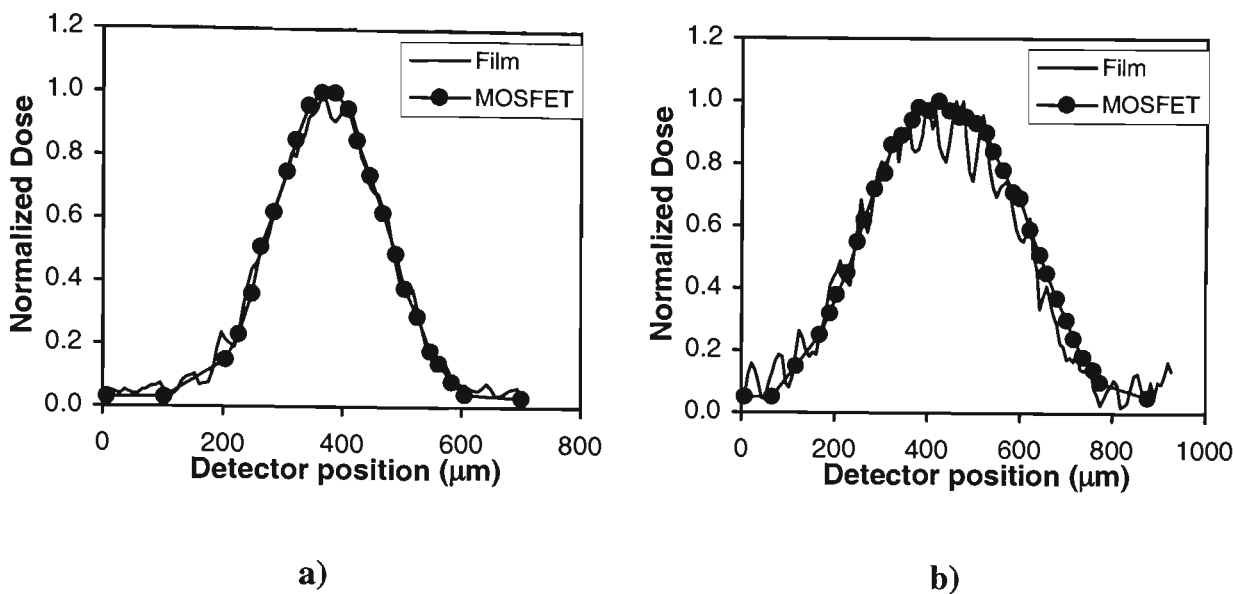 1.2
1.0
0.8
0.6
0.4
0.2
0.0
Normalized Dose
Film
MOSFET
0 200 400 600 800
Detector position (µm)
a)
1.2
1.0
0.8
0.6
0.4
0.2
0.0
Normalized Dose
Film
MOSFET
0 200 400 600 800 1000
Detector position (µm)
b)